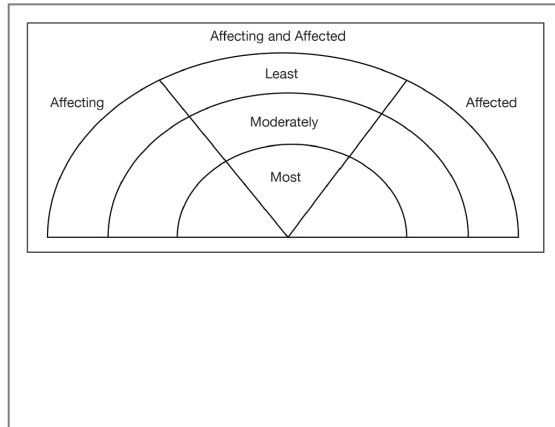 Affecting and Affected
Least
Affecting
Affected
Moderately
Most